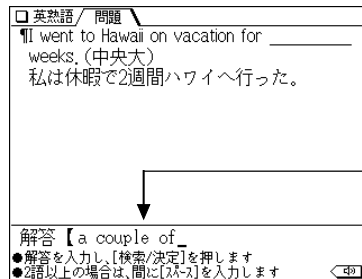 ❑ 英熟語/問題
¶I went to Hawaii on vacation for ________
weeks. (中央大)
私は休暇で2週間ハワイへ行った。
解答【a couple of_
●解答を入力し、[検索/決定]を押します
●2語以上の場合は、間に[スペース]を入力します